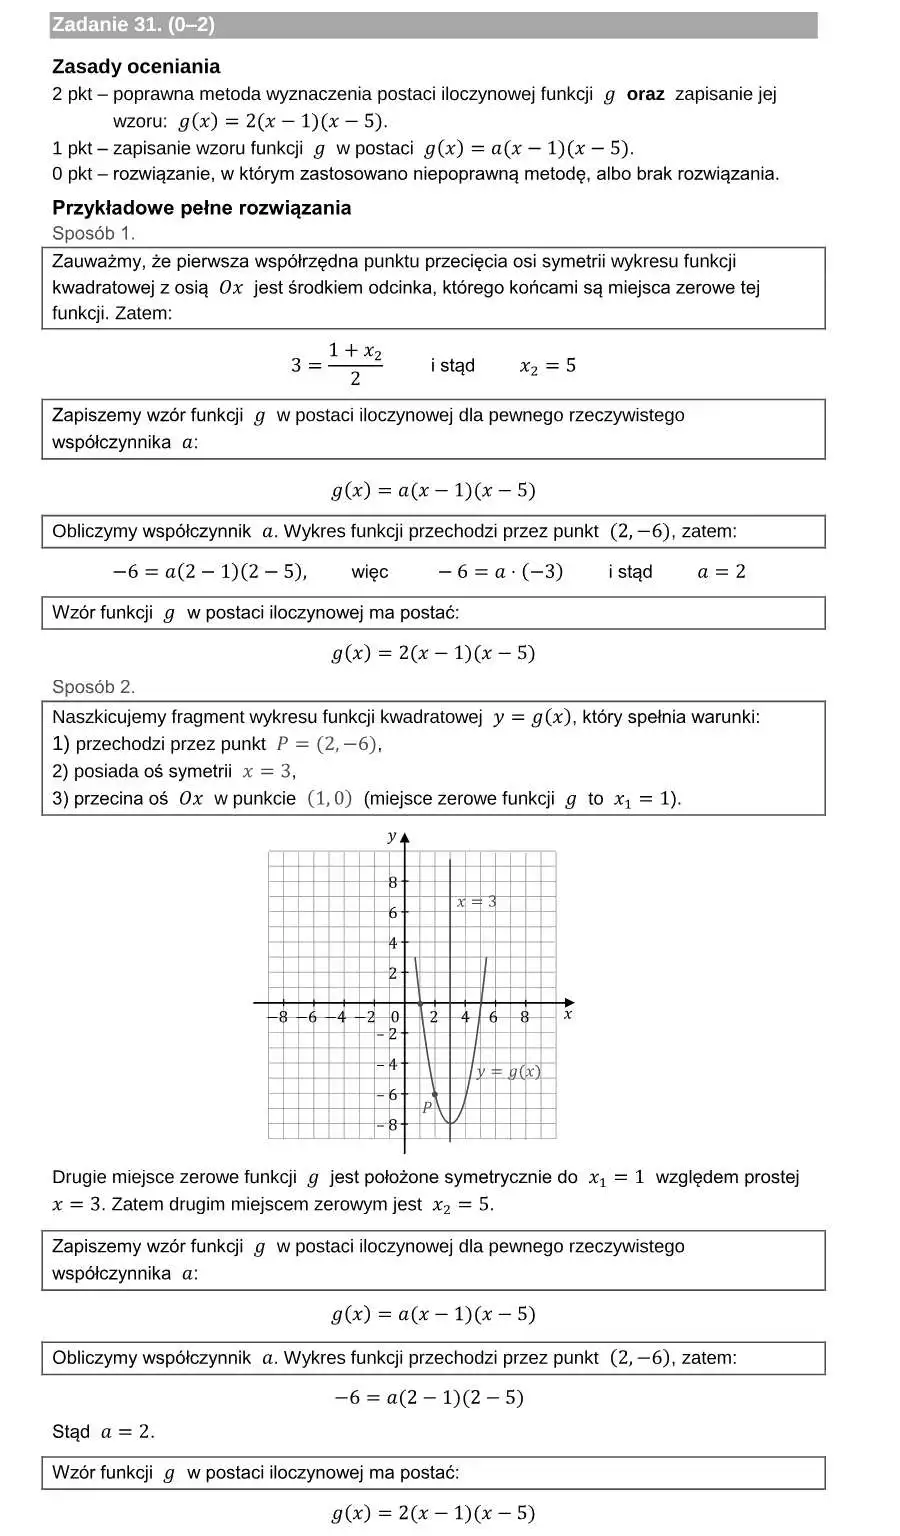 Zadanie 31. (0–2)
Zasady oceniania
2 pkt – poprawna metoda wyznaczenia postaci iloczynowej funkcji g oraz zapisanie jej
wzoru: g(x) = 2(x − 1)(x − 5).
1 pkt – zapisanie wzoru funkcji g w postaci g(x) = a(x − 1)(x − 5).
0 pkt – rozwiązanie, w którym zastosowano niepoprawną metodę, albo brak rozwiązania.
Przykładowe pełne rozwiązania
Sposób 1.
Zauważmy, że pierwsza współrzędna punktu przecięcia osi symetrii wykresu funkcji
kwadratowej z osią Ox jest środkiem odcinka, którego końcami są miejsca zerowe tej
funkcji. Zatem:
3 = (1 + x₂)/2 i stąd x₂ = 5
Zapiszemy wzór funkcji g w postaci iloczynowej dla pewnego rzeczywistego
współczynnika a:
g(x) = a(x − 1)(x − 5)
Obliczymy współczynnik a. Wykres funkcji przechodzi przez punkt (2, −6), zatem:
−6 = a(2 − 1)(2 − 5), więc − 6 = a · (−3) i stąd a = 2
Wzór funkcji g w postaci iloczynowej ma postać:
g(x) = 2(x − 1)(x − 5)
Sposób 2.
Naszkicujemy fragment wykresu funkcji kwadratowej y = g(x), który spełnia warunki:
1) przechodzi przez punkt P = (2, −6),
2) posiada oś symetrii x = 3,
3) przecina oś Ox w punkcie (1, 0) (miejsce zerowe funkcji g to x₁ = 1).
y
8
x = 3
6
4
2
−8 −6 −4 −2 0 2 4 6 8 x
−2
−4
y = g(x)
−6
P
−8
Drugie miejsce zerowe funkcji g jest położone symetrycznie do x₁ = 1 względem prostej
x = 3. Zatem drugim miejscem zerowym jest x₂ = 5.
Zapiszemy wzór funkcji g w postaci iloczynowej dla pewnego rzeczywistego
współczynnika a:
g(x) = a(x − 1)(x − 5)
Obliczymy współczynnik a. Wykres funkcji przechodzi przez punkt (2, −6), zatem:
−6 = a(2 − 1)(2 − 5)
Stąd a = 2.
Wzór funkcji g w postaci iloczynowej ma postać:
g(x) = 2(x − 1)(x − 5)